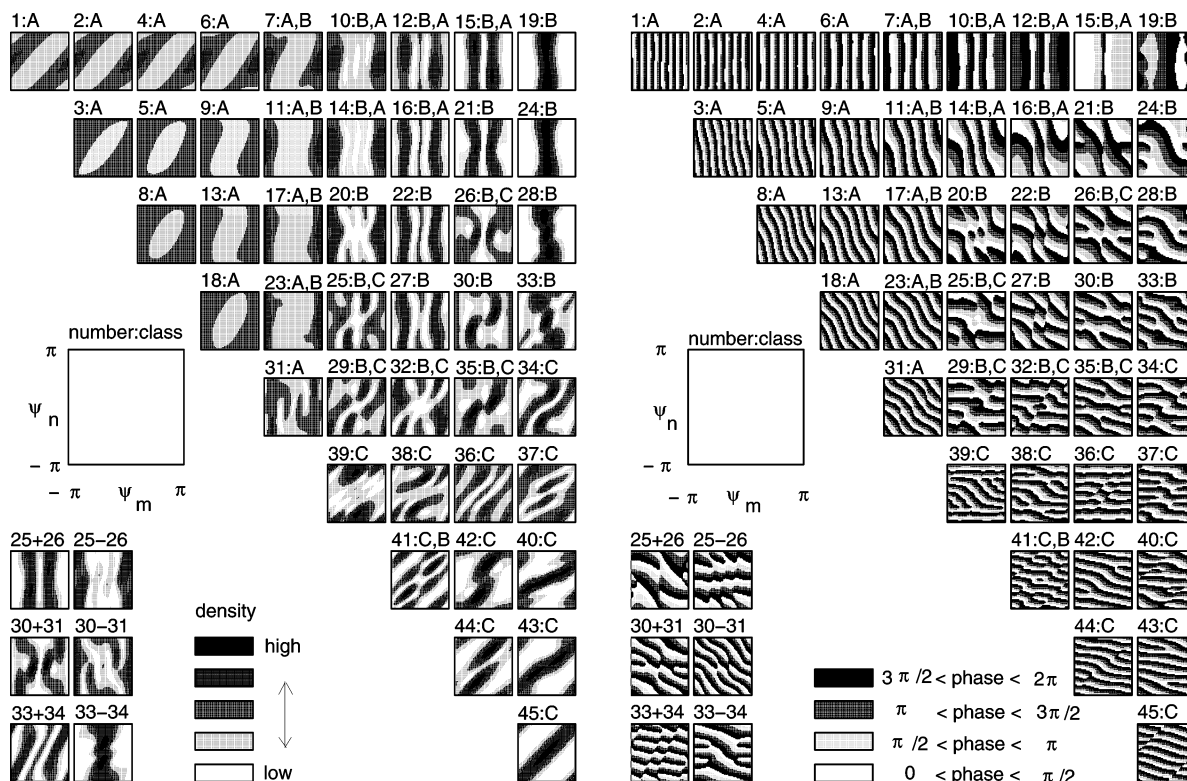 1:A 2:A 4:A 6:A 7:A,B 10:B,A 12:B,A 15:B,A 19:B
3:A 5:A 9:A 11:A,B 14:B,A 16:B,A 21:B 24:B
8:A 13:A 17:A,B 20:B 22:B 26:B,C 28:B
18:A 23:A,B 25:B,C 27:B 30:B 33:B
number:class
π
31:A 29:B,C 32:B,C 35:B,C 34:C
ψ n
39:C 38:C 36:C 37:C
− π
− π ψ m π
25+26 25−26 41:C,B 42:C 40:C
density
30+31 30−31 high 44:C 43:C
33+34 33−34 45:C
low
1:A 2:A 4:A 6:A 7:A,B 10:B,A 12:B,A 15:B,A 19:B
3:A 5:A 9:A 11:A,B 14:B,A 16:B,A 21:B 24:B
8:A 13:A 17:A,B 20:B 22:B 26:B,C 28:B
18:A 23:A,B 25:B,C 27:B 30:B 33:B
number:class
π
31:A 29:B,C 32:B,C 35:B,C 34:C
ψ n
39:C 38:C 36:C 37:C
− π
− π ψ m π
25+26 25−26 41:C,B 42:C 40:C
30+31 30−31 44:C 43:C
3 π /2 < phase < 2π
33+34 33−34 π < phase < 3π/2 45:C
π /2 < phase < π
0 < phase < π /2